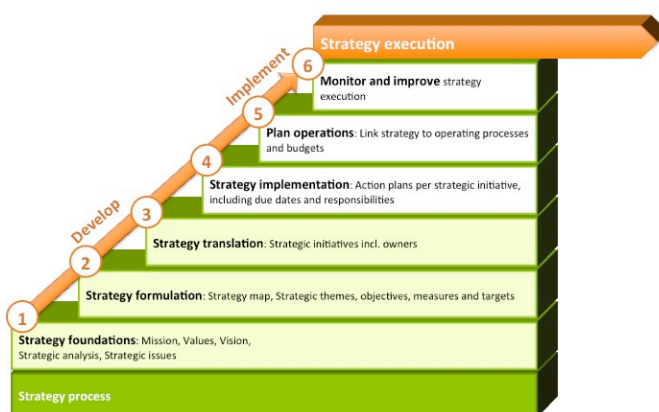 Strategy execution
Implement
6
Monitor and improve strategy
execution
5
Plan operations: Link strategy to operating processes
and budgets
4
Strategy implementation: Action plans per strategic initiative,
including due dates and responsibilities
Develop
3
Strategy translation: Strategic initiatives incl. owners
2
Strategy formulation: Strategy map, Strategic themes, objectives, measures and targets
1
Strategy foundations: Mission, Values, Vision,
Strategic analysis, Strategic issues
Strategy process